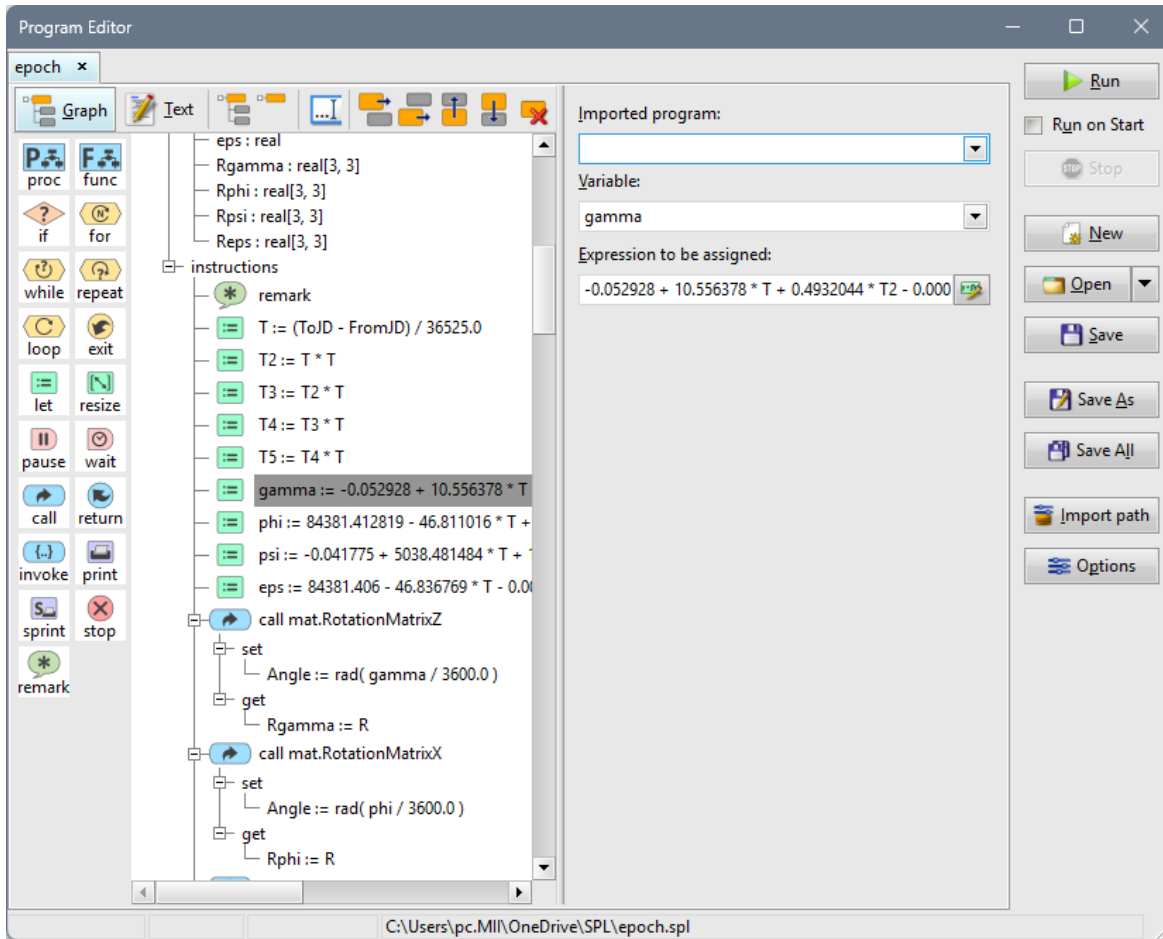 Program Editor
epoch ×
Graph Text
proc func
if for
while repeat
loop exit
let resize
pause wait
call return
invoke print
sprint stop
remark
eps : real
Rgamma : real[3, 3]
Rphi : real[3, 3]
Rpsi : real[3, 3]
Reps : real[3, 3]
instructions
remark
T := (ToJD - FromJD) / 36525.0
T2 := T * T
T3 := T2 * T
T4 := T3 * T
T5 := T4 * T
gamma := -0.052928 + 10.556378 * T
phi := 84381.412819 - 46.811016 * T +
psi := -0.041775 + 5038.481484 * T +
eps := 84381.406 - 46.836769 * T - 0.00
call mat.RotationMatrixZ
set
Angle := rad( gamma / 3600.0 )
get
Rgamma := R
call mat.RotationMatrixX
set
Angle := rad( phi / 3600.0 )
get
Rphi := R
Imported program:
Variable:
gamma
Expression to be assigned:
-0.052928 + 10.556378 * T + 0.4932044 * T2 - 0.000
Run
Run on Start
Stop
New
Open
Save
Save As
Save All
Import path
Options
C:\Users\pc.MII\OneDrive\SPL\epoch.spl